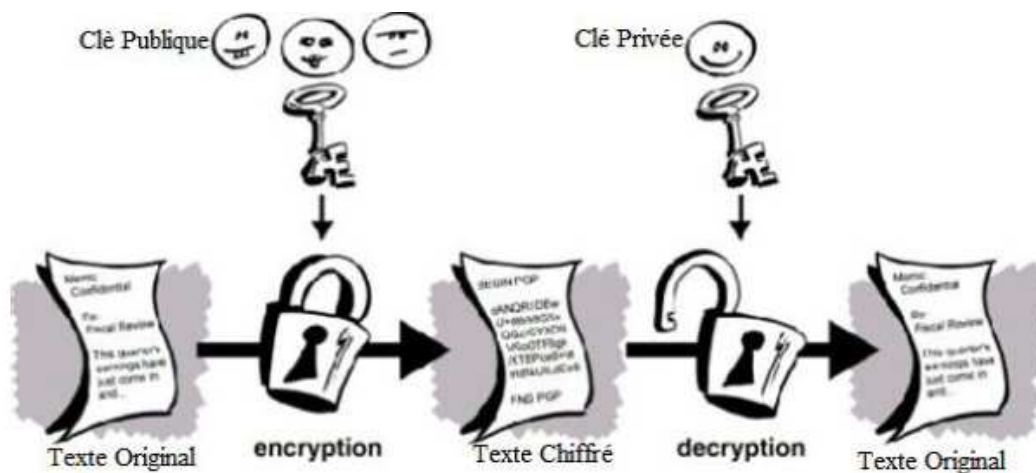 Clè Publique
Clé Privée
Memo
Confidential
Re:
Fiscal Review
This quarter's
earnings have
just come in
and...
BEGIN PGP
END PGP
Memo
Confidential
Re:
Fiscal Review
This quarter's
earnings have
just come in
and...
Texte Original
encryption
Texte Chiffré
decryption
Texte Original